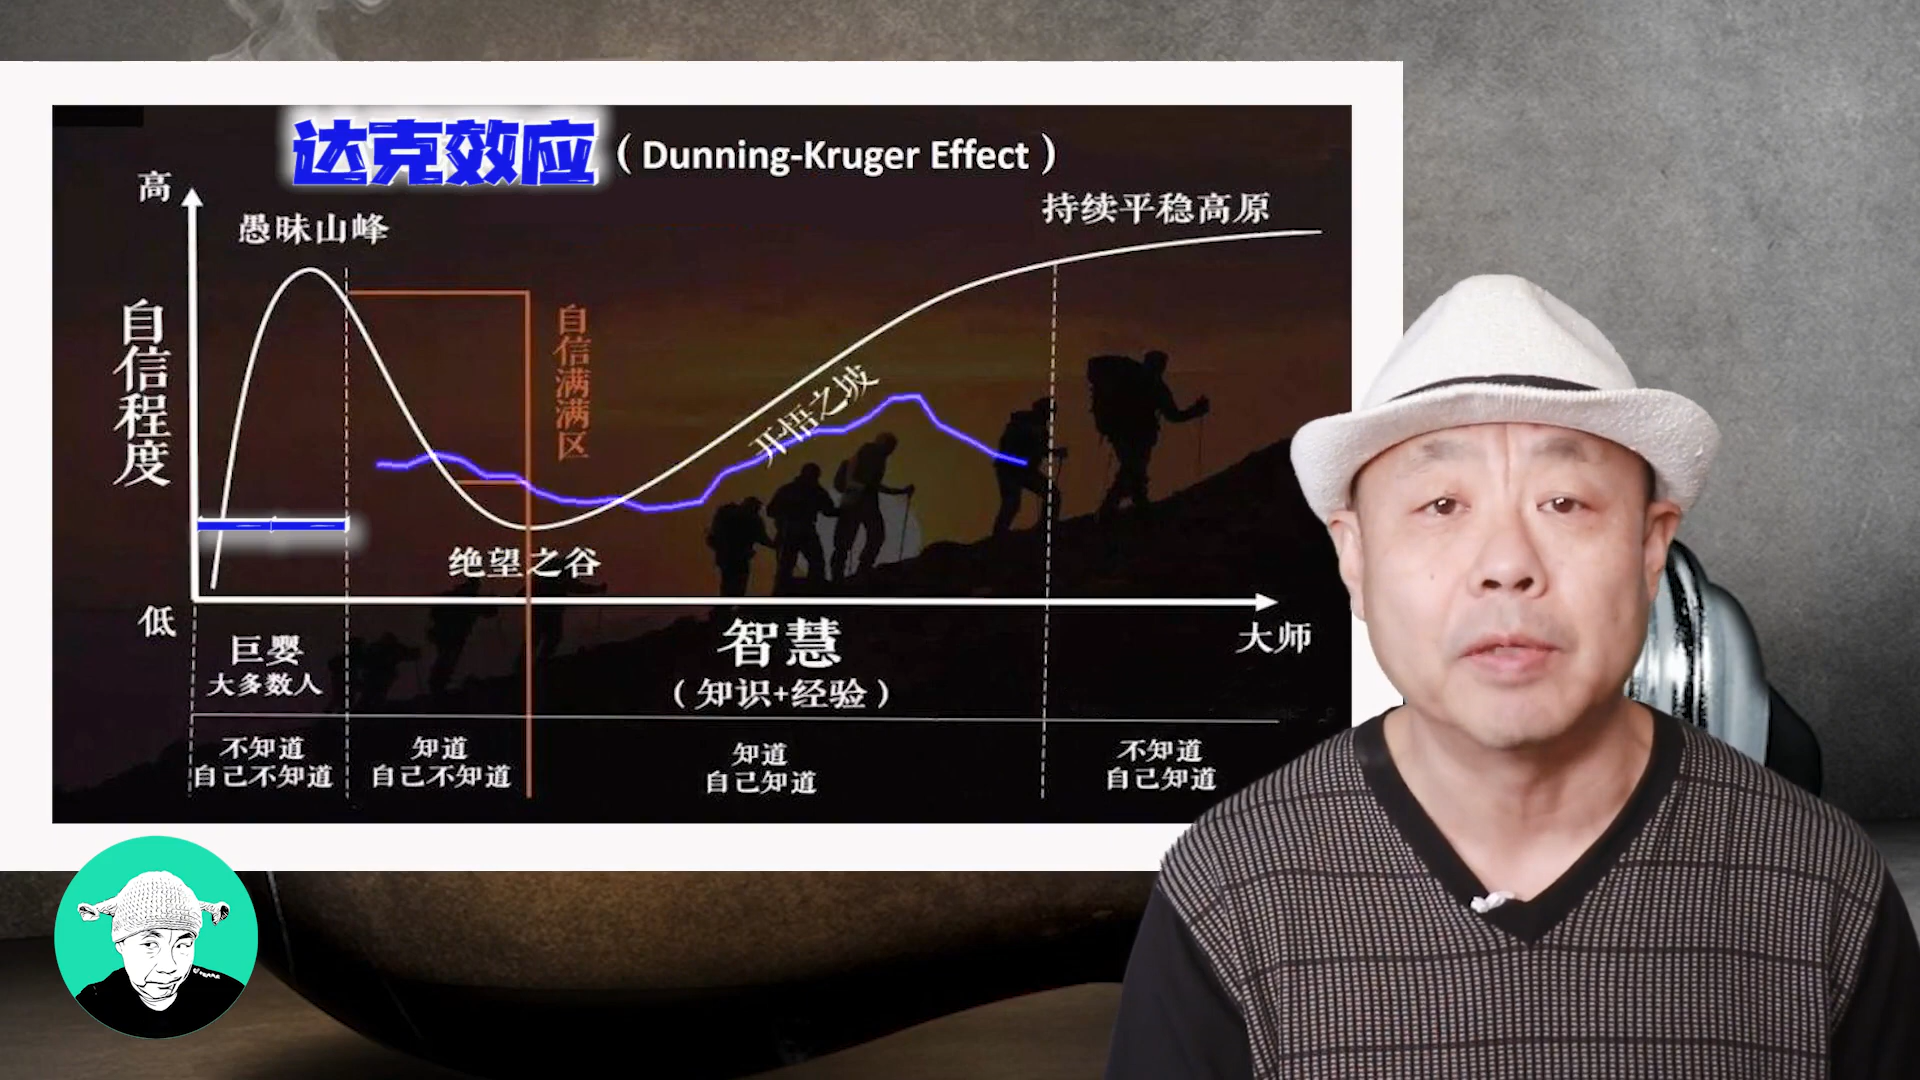 达克效应（Dunning-Kruger Effect）
高
愚昧山峰
持续平稳高原
自信程度
自信满满区
开悟之坡
绝望之谷
低
大师
巨婴
大多数人
智慧
（知识+经验）
不知道
自己不知道
知道
自己不知道
知道
自己知道
不知道
自己知道